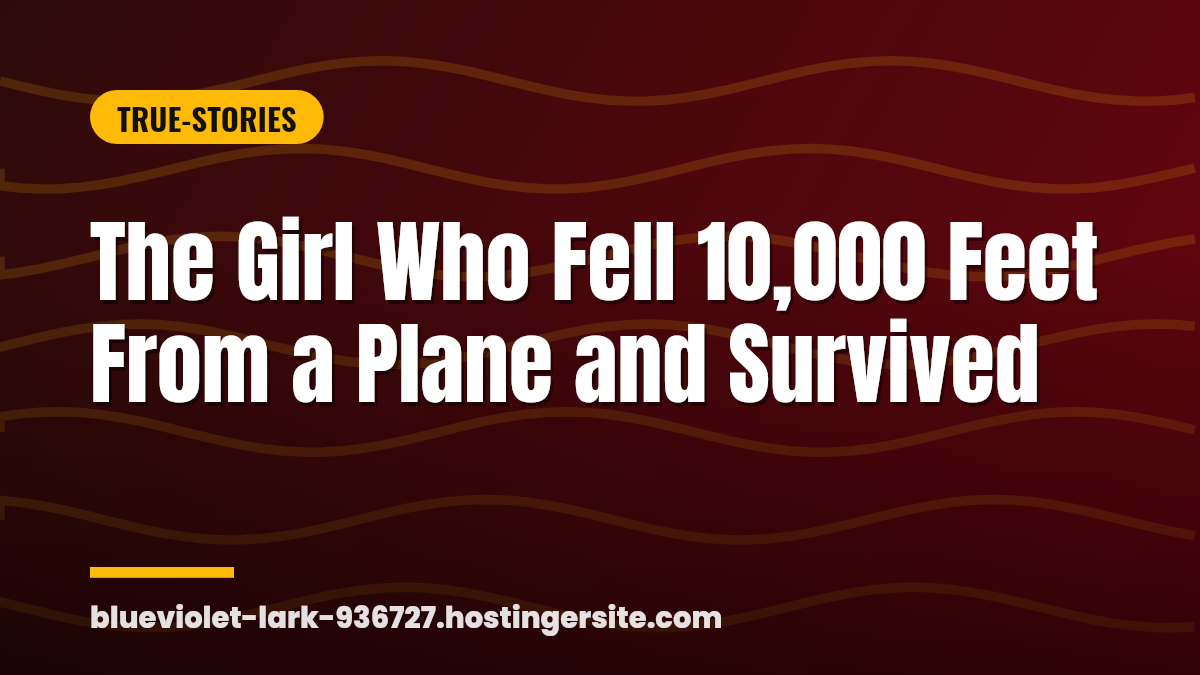 TRUE-STORIES
The Girl Who Fell 10,000 Feet
From a Plane and Survived
blueviolet-lark-936727.hostingersite.com